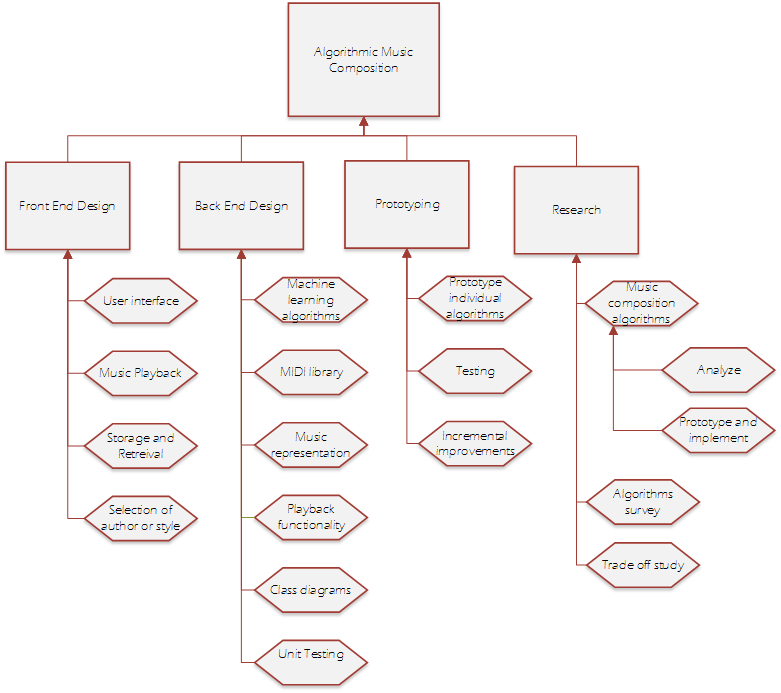 Algorithmic Music
Composition
Front End Design
Back End Design
Prototyping
Research
User interface
Music Playback
Storage and
Retreival
Selection of
author or style
Machine
learning
algorithms
MIDI library
Music
representation
Playback
functionality
Class diagrams
Unit Testing
Prototype
individual
algorithms
Testing
Incremental
improvements
Music
composition
algorithms
Analyze
Prototype and
implement
Algorithms
survey
Trade off study